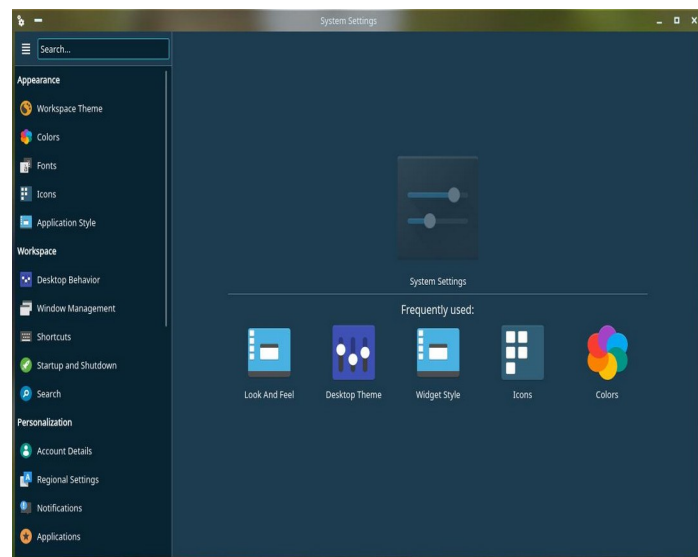 System Settings
Search...
Appearance
Workspace Theme
Colors
Fonts
Icons
Application Style
Workspace
Desktop Behavior
Window Management
Shortcuts
Startup and Shutdown
Search
Personalization
Account Details
Regional Settings
Notifications
Applications
System Settings
Frequently used:
Look And Feel
Desktop Theme
Widget Style
Icons
Colors